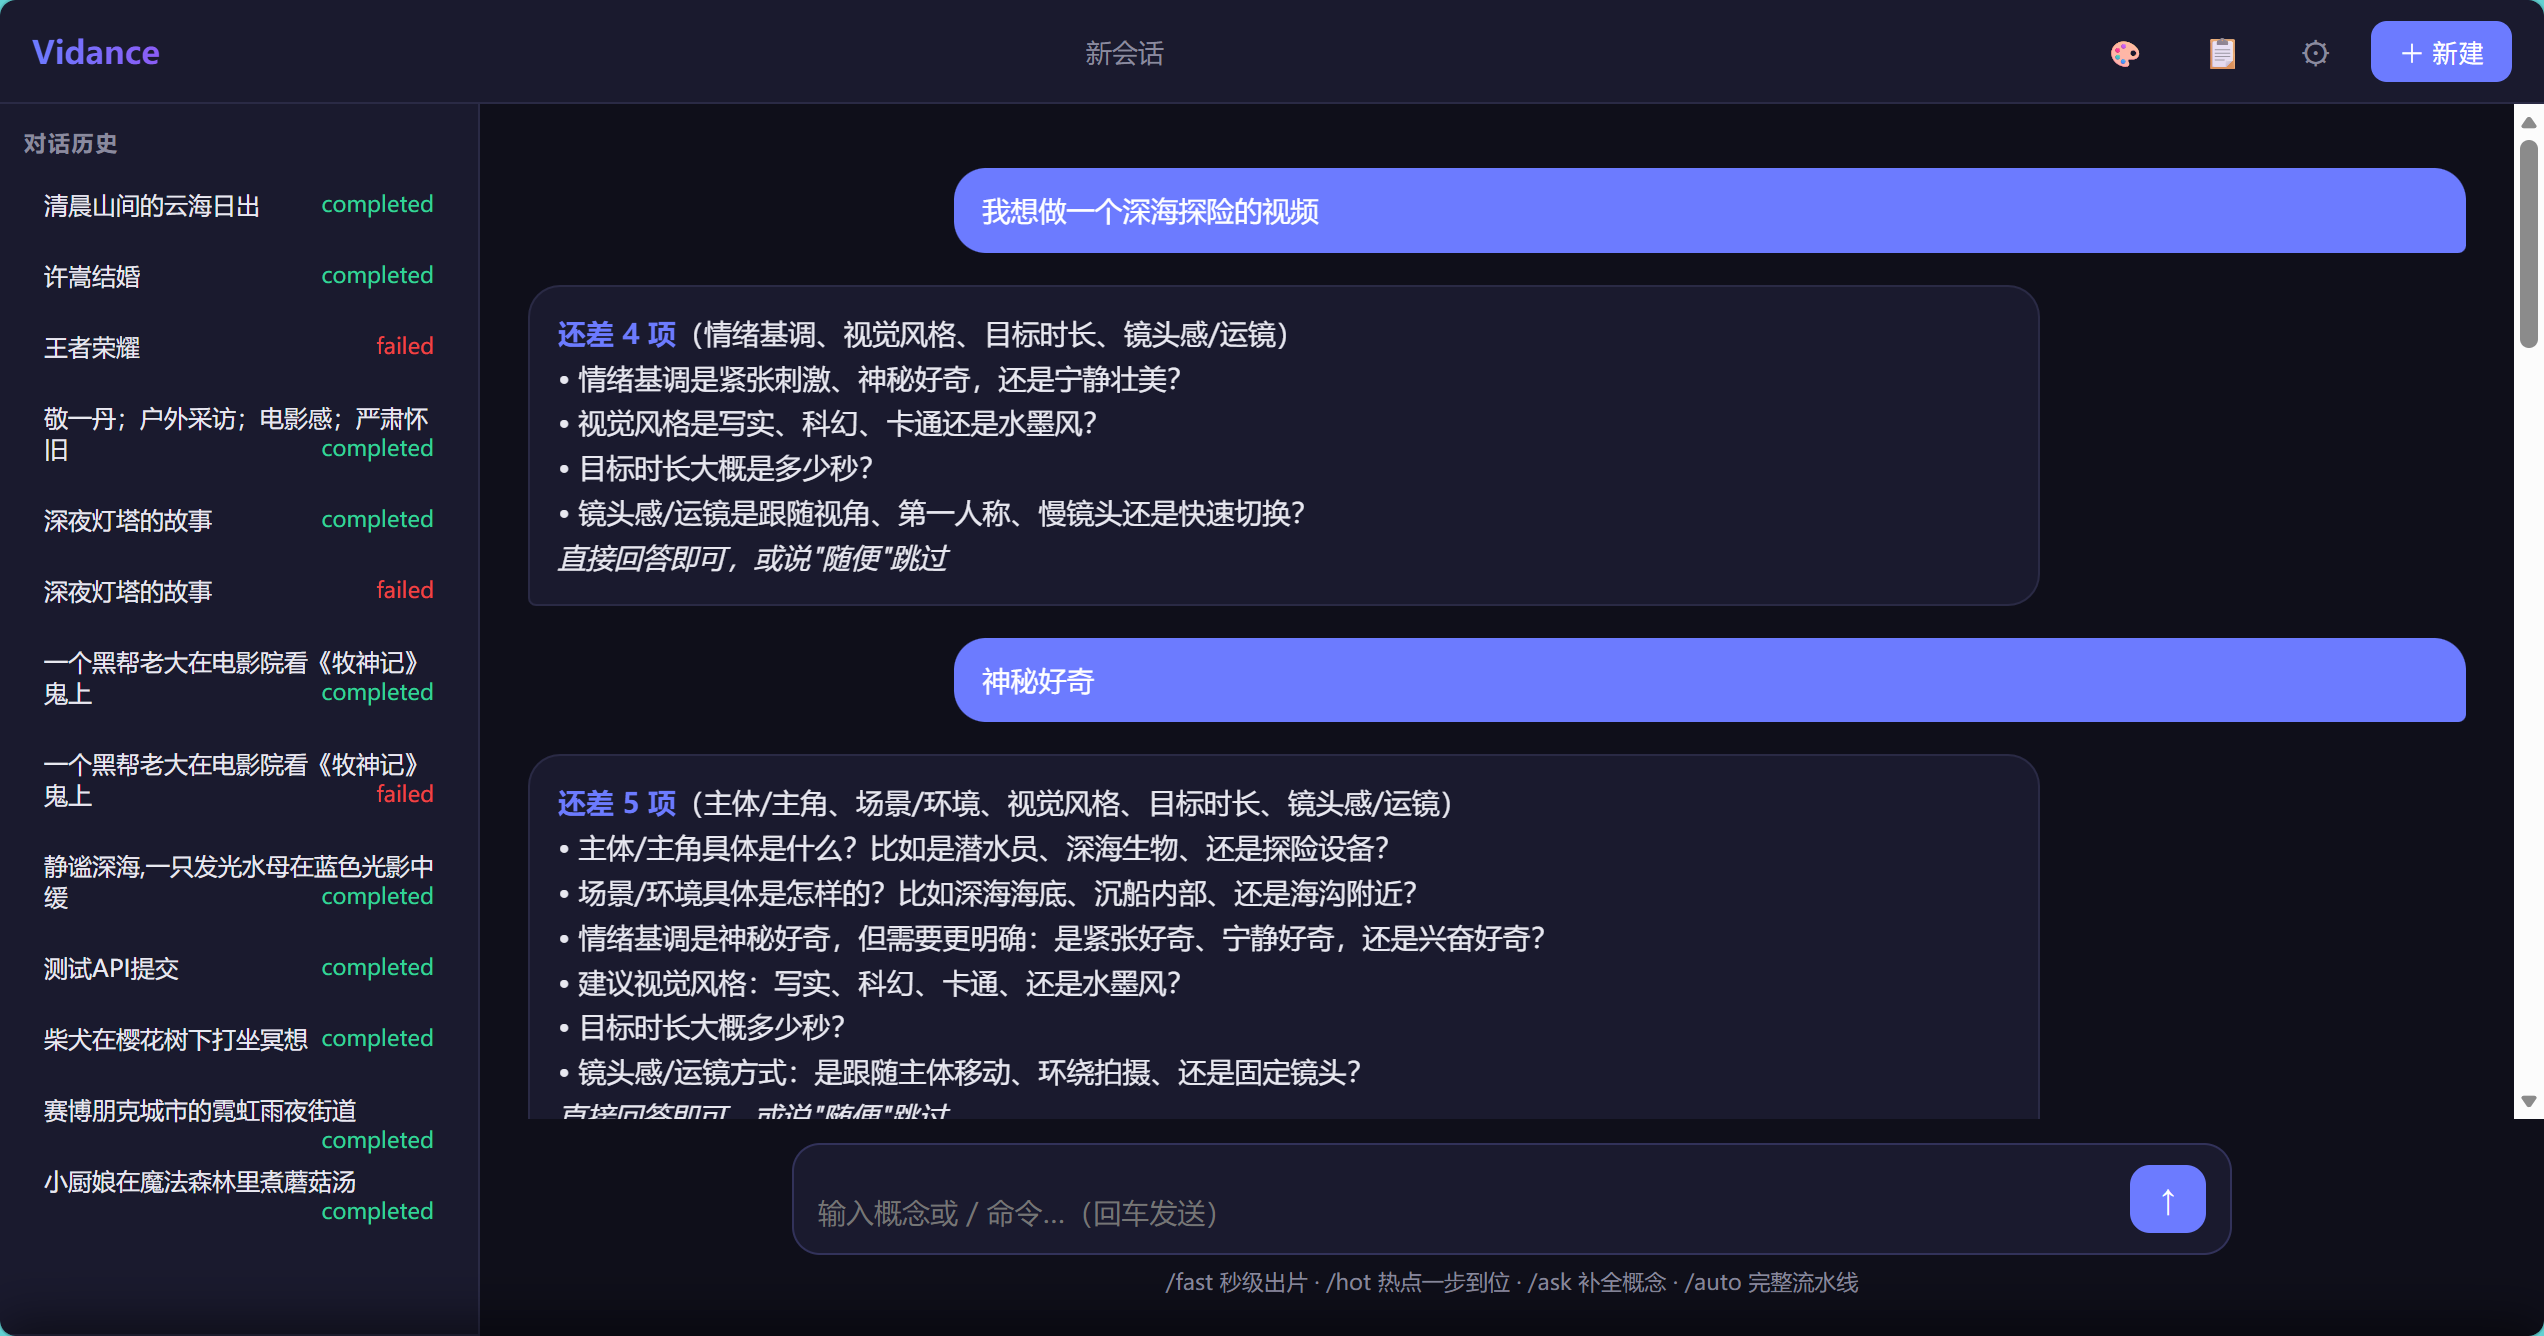 Vidance
新会话
+ 新建
对话历史
清晨山间的云海日出 completed
许嵩结婚 completed
王者荣耀 failed
敬一丹；户外采访；电影感；严肃怀
旧 completed
深夜灯塔的故事 completed
深夜灯塔的故事 failed
一个黑帮老大在电影院看《牧神记》
鬼上 completed
一个黑帮老大在电影院看《牧神记》
鬼上 failed
静谧深海,一只发光水母在蓝色光影中
缓 completed
测试API提交 completed
柴犬在樱花树下打坐冥想 completed
赛博朋克城市的霓虹雨夜街道
completed
小厨娘在魔法森林里煮蘑菇汤
completed
我想做一个深海探险的视频
还差 4 项（情绪基调、视觉风格、目标时长、镜头感/运镜）
• 情绪基调是紧张刺激、神秘好奇，还是宁静壮美？
• 视觉风格是写实、科幻、卡通还是水墨风？
• 目标时长大概是多少秒？
• 镜头感/运镜是跟随视角、第一人称、慢镜头还是快速切换？
直接回答即可，或说"随便"跳过
神秘好奇
还差 5 项（主体/主角、场景/环境、视觉风格、目标时长、镜头感/运镜）
• 主体/主角具体是什么？比如是潜水员、深海生物、还是探险设备？
• 场景/环境具体是怎样的？比如深海海底、沉船内部、还是海沟附近？
• 情绪基调是神秘好奇，但需要更明确：是紧张好奇、宁静好奇，还是兴奋好奇？
• 建议视觉风格：写实、科幻、卡通、还是水墨风？
• 目标时长大概多少秒？
• 镜头感/运镜方式：是跟随主体移动、环绕拍摄、还是固定镜头？
直接回答即可，或说"随便"跳过
输入概念或 / 命令...（回车发送）
↑
/fast 秒级出片 · /hot 热点一步到位 · /ask 补全概念 · /auto 完整流水线